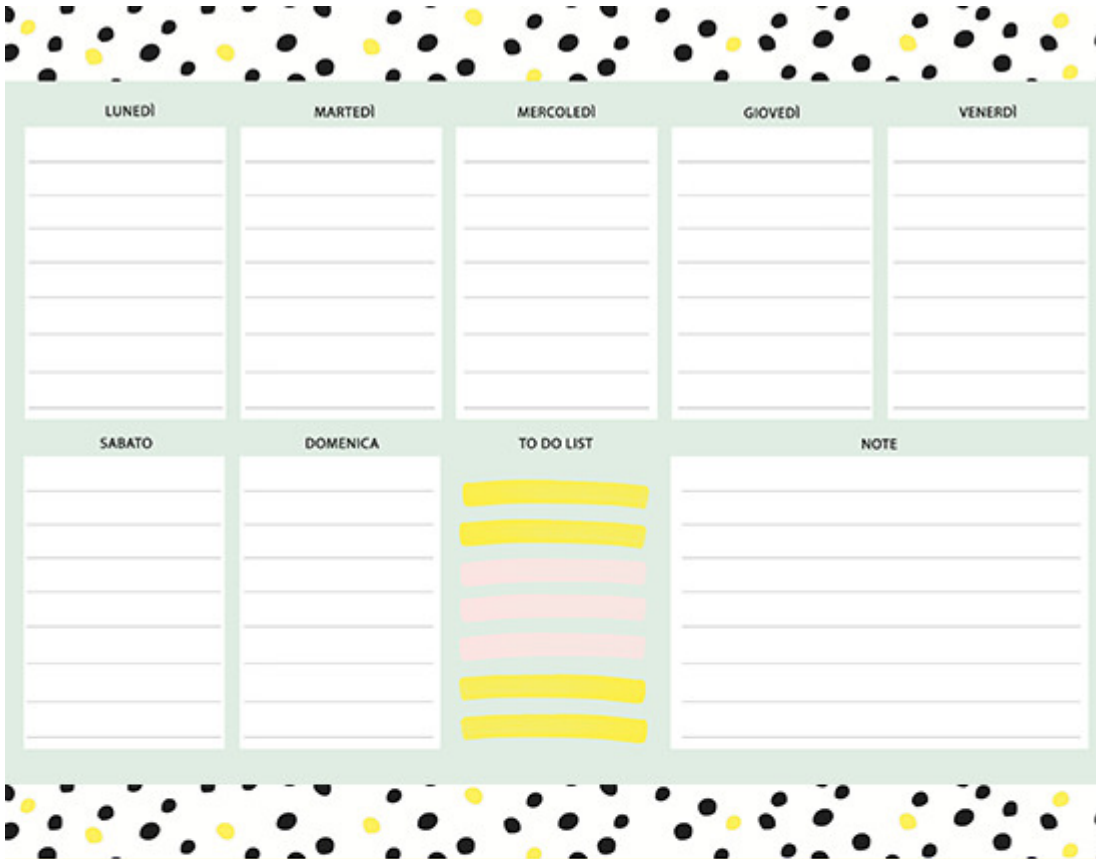 LUNEDÌ
MARTEDÌ
MERCOLEDÌ
GIOVEDÌ
VENERDÌ
SABATO
DOMENICA
TO DO LIST
NOTE